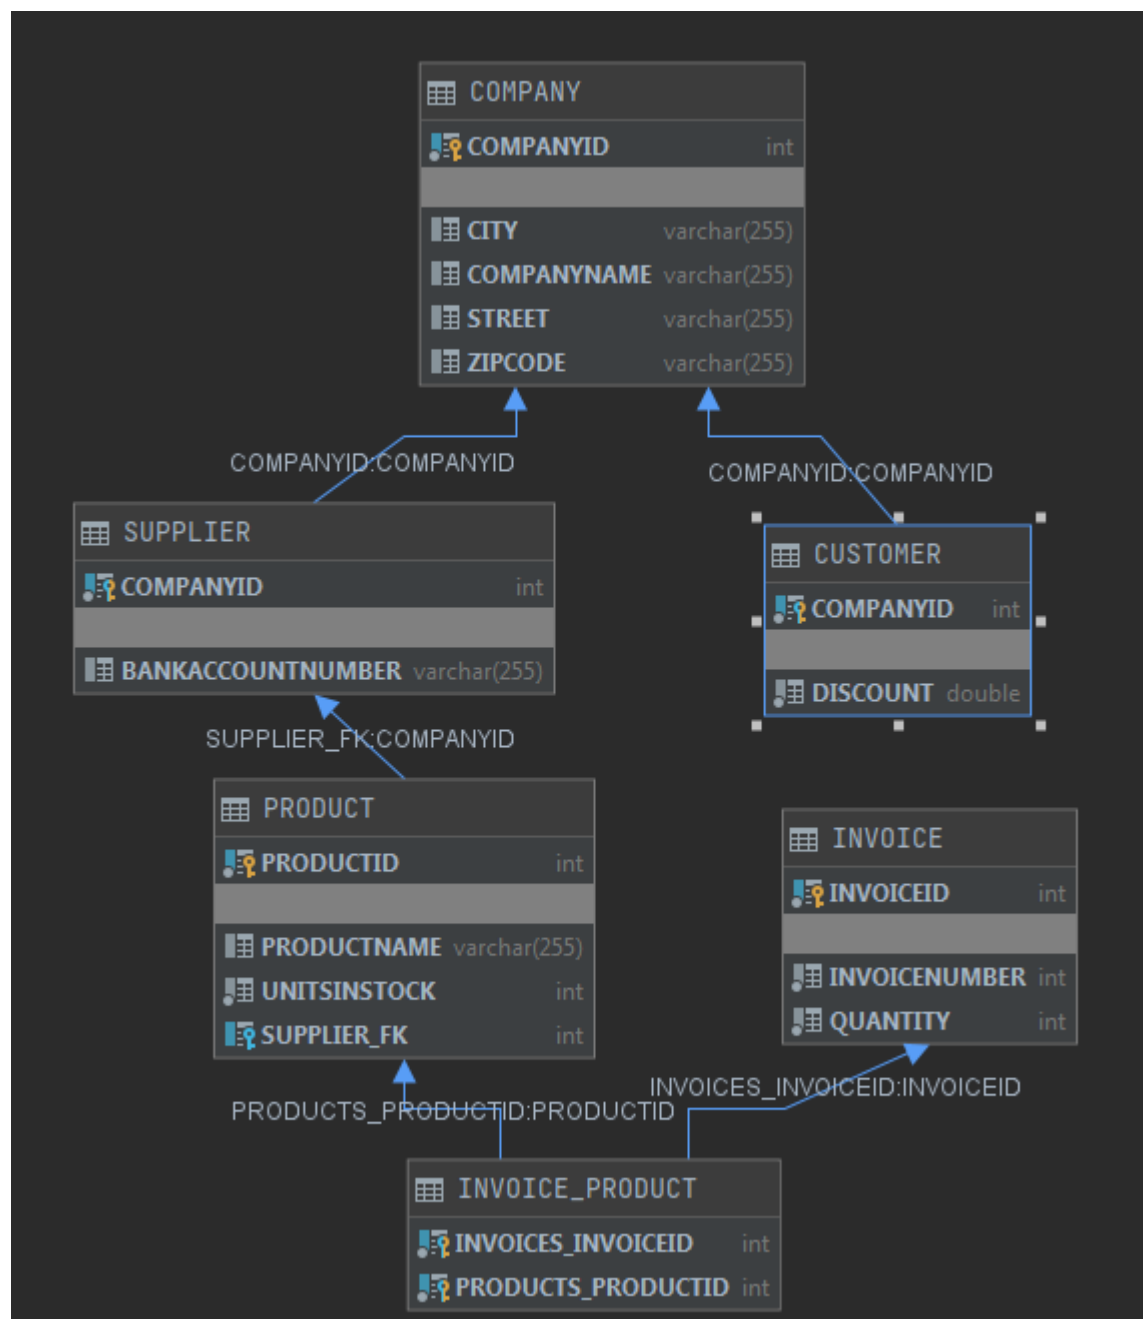 COMPANY
COMPANYID int
CITY varchar(255)
COMPANYNAME varchar(255)
STREET varchar(255)
ZIPCODE varchar(255)
COMPANYID:COMPANYID
COMPANYID:COMPANYID
SUPPLIER
COMPANYID int
BANKACCOUNTNUMBER varchar(255)
CUSTOMER
COMPANYID int
DISCOUNT double
SUPPLIER_FK:COMPANYID
PRODUCT
PRODUCTID int
PRODUCTNAME varchar(255)
UNITSINSTOCK int
SUPPLIER_FK int
INVOICE
INVOICEID int
INVOICENUMBER int
QUANTITY int
INVOICES_INVOICEID:INVOICEID
PRODUCTS_PRODUCTID:PRODUCTID
INVOICE_PRODUCT
INVOICES_INVOICEID int
PRODUCTS_PRODUCTID int